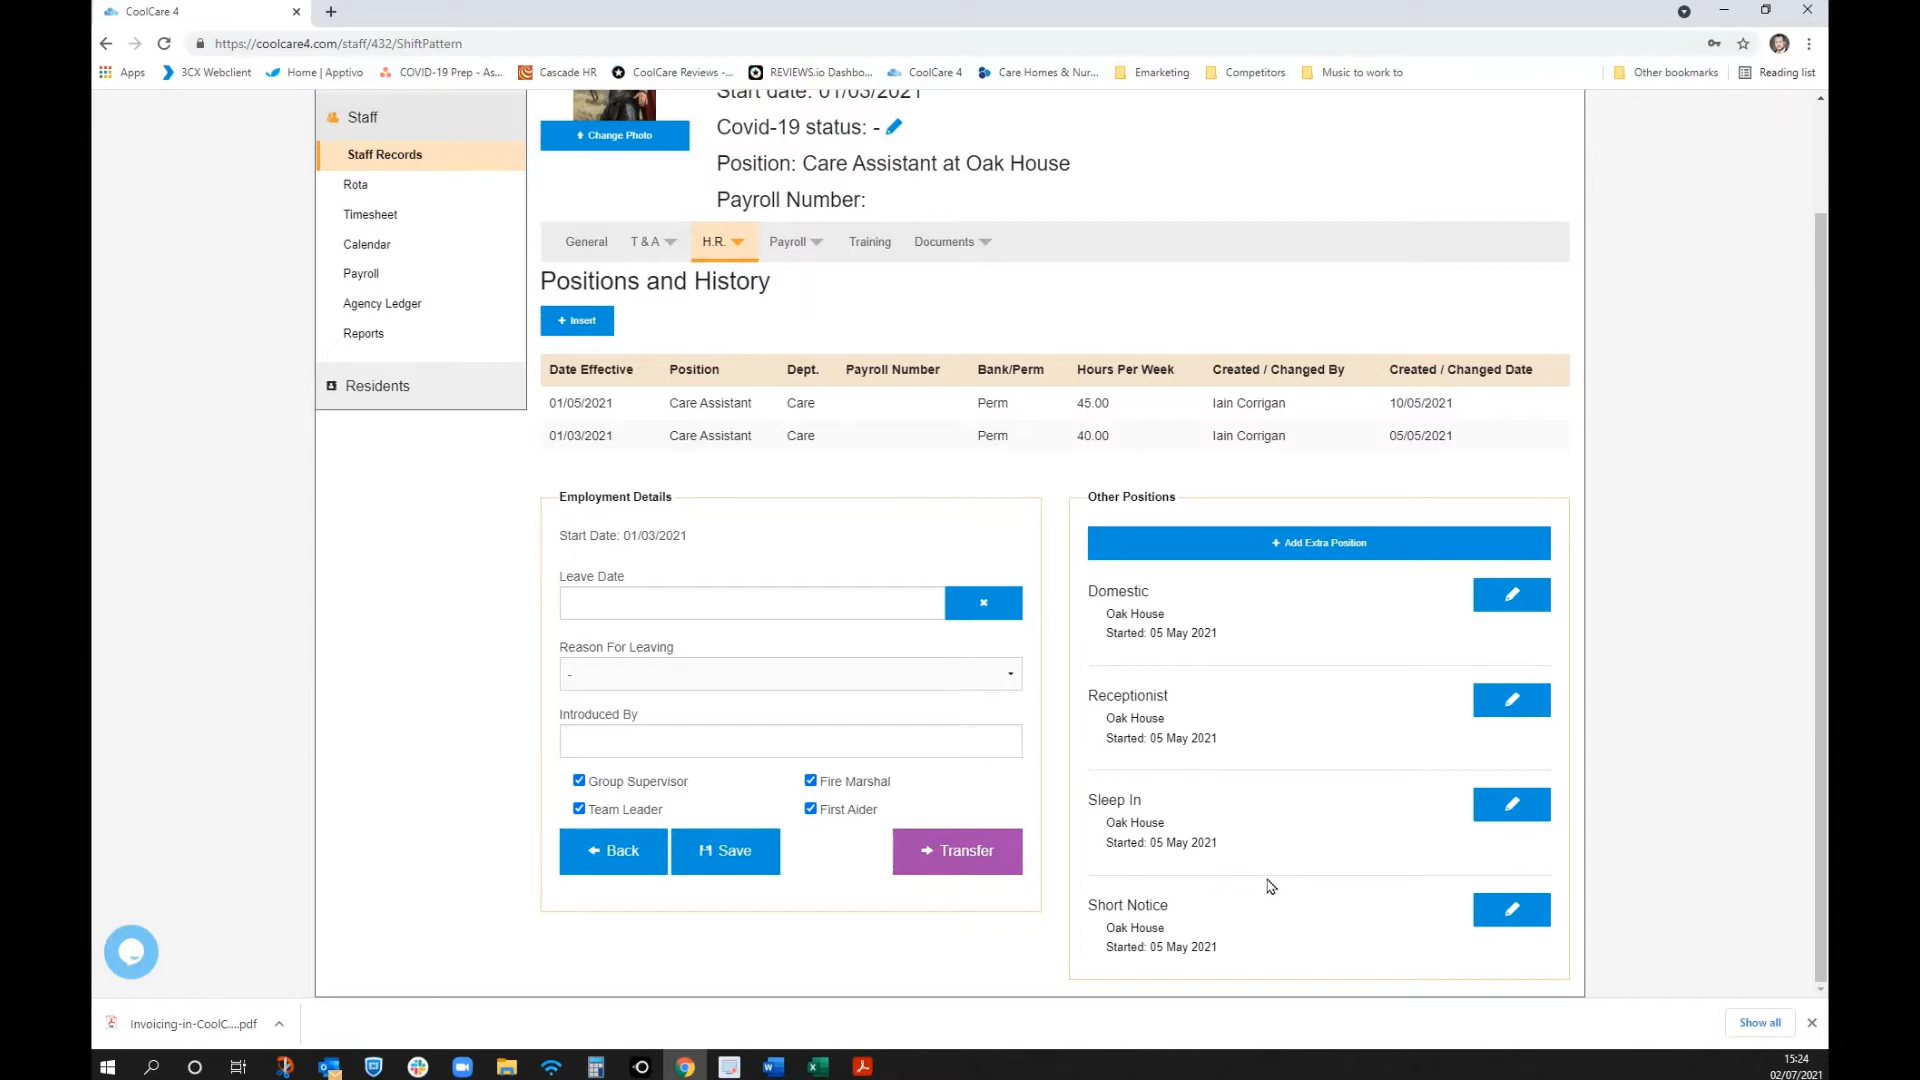 CoolCare 4
https://coolcare4.com/staff/432/ShiftPattern
Apps 3CX Webclient Home | Apptivo COVID-19 Prep - As... Cascade HR CoolCare Reviews -... REVIEWS.io Dashbo... CoolCare 4 Care Homes & Nur... Emarketing Competitors Music to work to Other bookmarks Reading list
Staff
Staff Records
Rota
Timesheet
Calendar
Payroll
Agency Ledger
Reports
Residents
Change Photo
Start date: 01/03/2021
Covid-19 status: -
Position: Care Assistant at Oak House
Payroll Number:
General T & A H.R. Payroll Training Documents
Positions and History
+ Insert
Date Effective Position Dept. Payroll Number Bank/Perm Hours Per Week Created / Changed By Created / Changed Date
01/05/2021 Care Assistant Care Perm 45.00 Iain Corrigan 10/05/2021
01/03/2021 Care Assistant Care Perm 40.00 Iain Corrigan 05/05/2021
Employment Details
Start Date: 01/03/2021
Leave Date
Reason For Leaving
-
Introduced By
Group Supervisor Fire Marshal
Team Leader First Aider
Back Save Transfer
Other Positions
+ Add Extra Position
Domestic
Oak House
Started: 05 May 2021
Receptionist
Oak House
Started: 05 May 2021
Sleep In
Oak House
Started: 05 May 2021
Short Notice
Oak House
Started: 05 May 2021
Invoicing-in-CoolC....pdf
Show all
15:24
02/07/2021